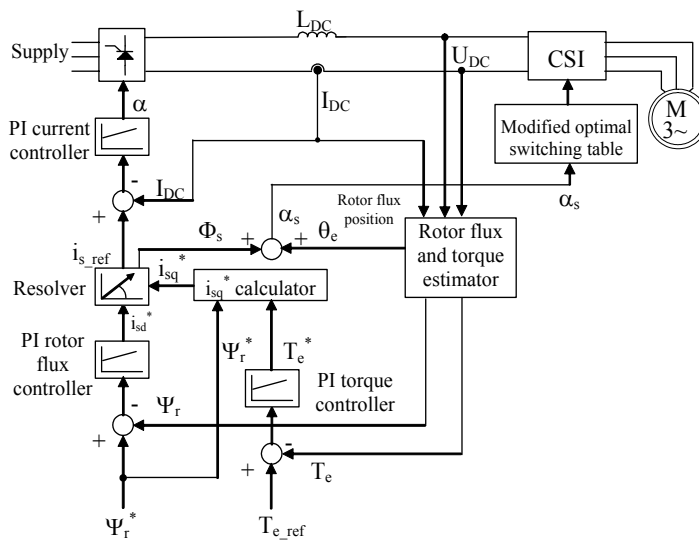 L_DC
Supply
CSI
U_DC
I_DC
M
3~
α
PI current
controller
Modified optimal
switching table
-
I_DC
+
α_s
α_s
Rotor flux
position
Φ_s
+
+
θ_e
Rotor flux
and torque
estimator
i_s_ref
i_sq*
Resolver
i_sq* calculator
i_sd*
PI rotor
flux
controller
Ψ_r*
T_e*
PI torque
controller
-
Ψ_r
+
-
+
T_e
Ψ_r*
T_e_ref